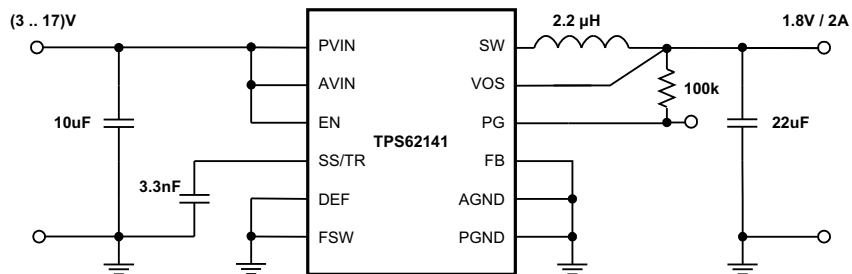 (3 .. 17)V
2.2 µH
1.8V / 2A
PVIN
SW
AVIN
VOS
100k
10uF
EN
PG
22uF
TPS62141
SS/TR
FB
3.3nF
DEF
AGND
FSW
PGND